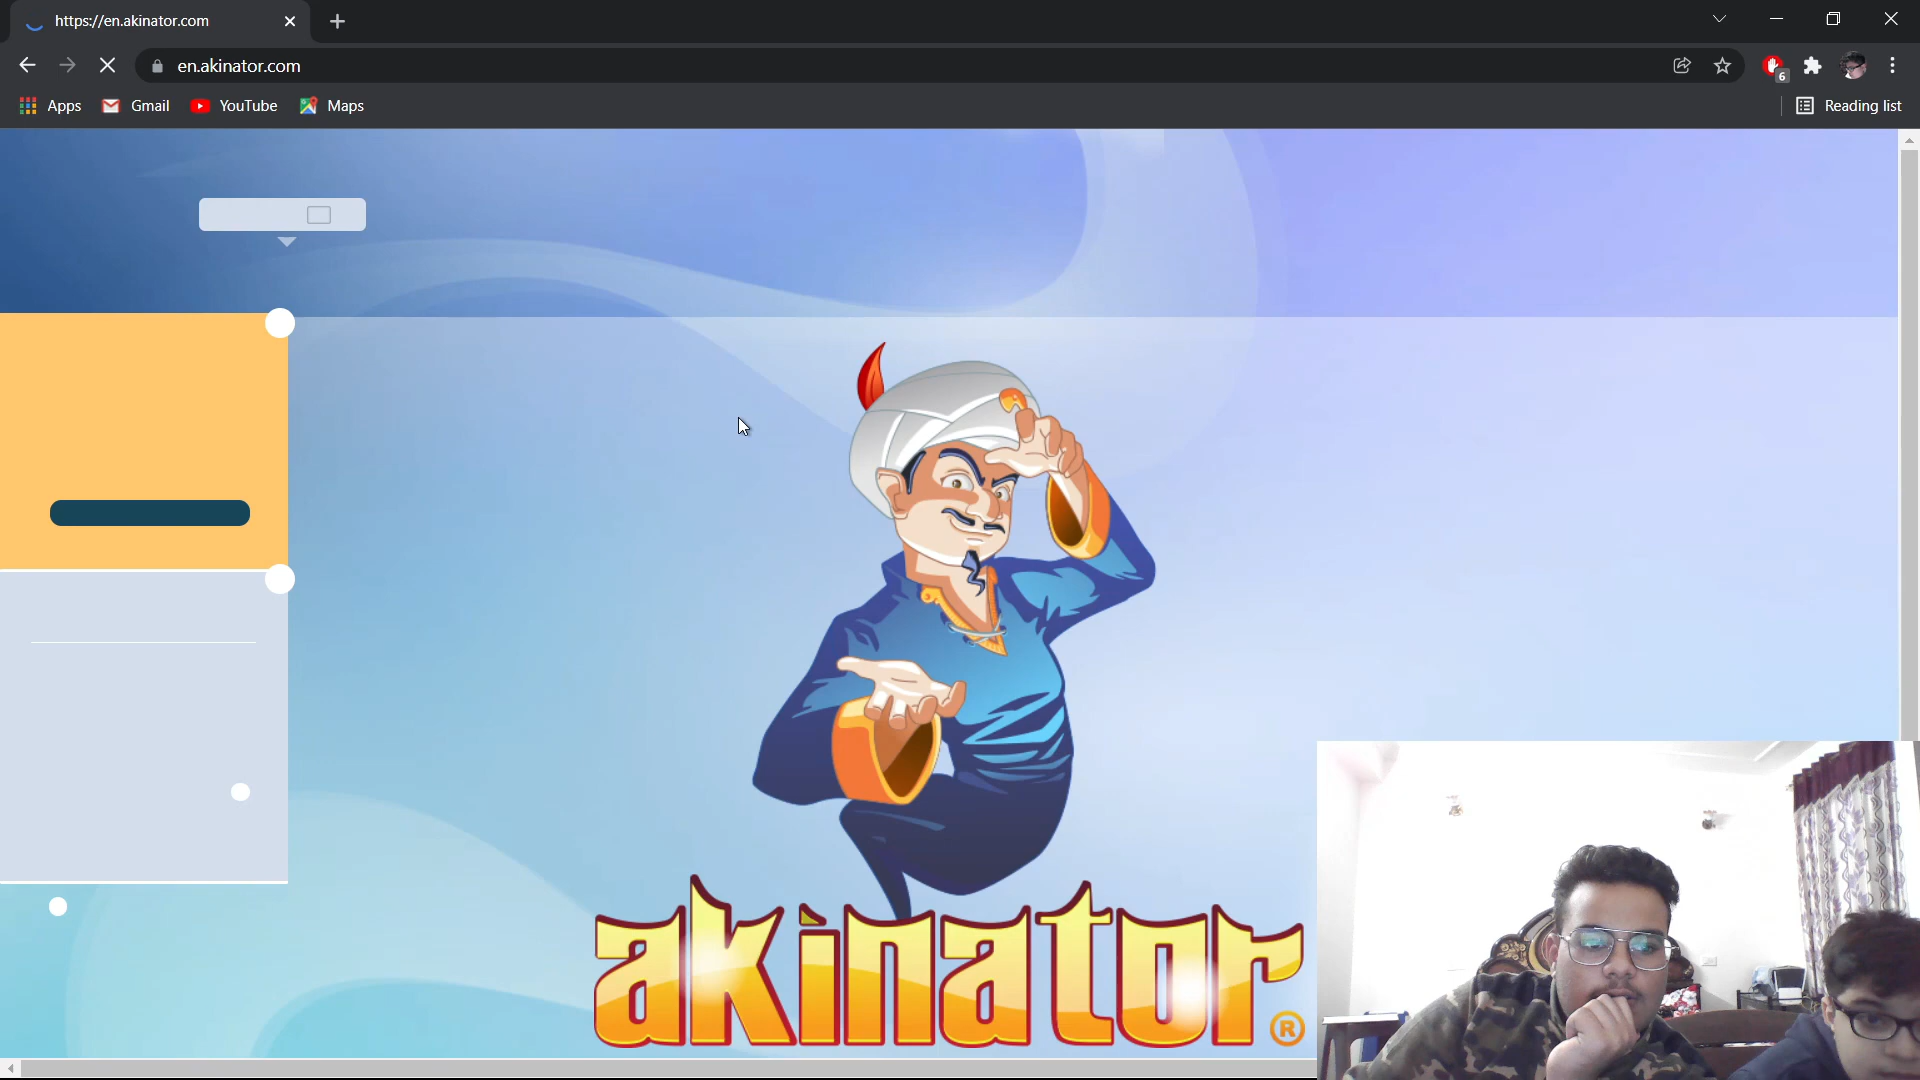 https://en.akinator.com
en.akinator.com
6
Apps Gmail YouTube Maps Reading list
akinator®